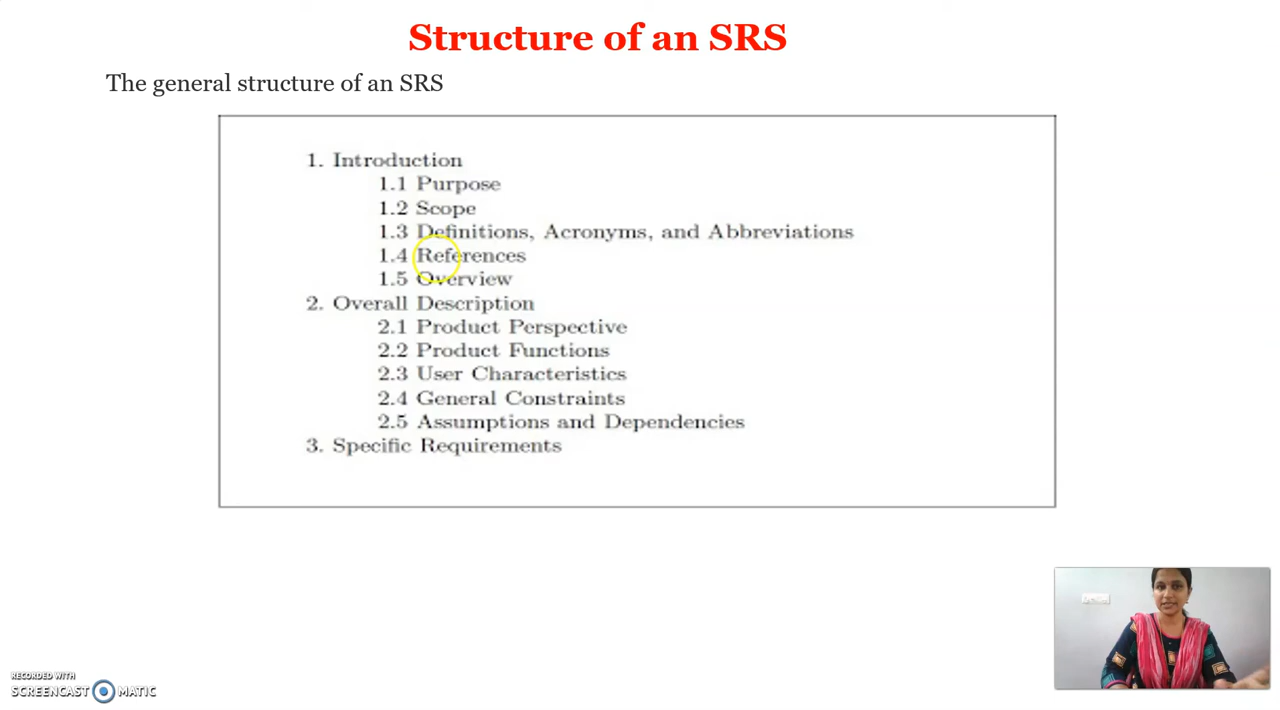 Structure of an SRS
The general structure of an SRS
1. Introduction
1.1 Purpose
1.2 Scope
1.3 Definitions, Acronyms, and Abbreviations
1.4 References
1.5 Overview
2. Overall Description
2.1 Product Perspective
2.2 Product Functions
2.3 User Characteristics
2.4 General Constraints
2.5 Assumptions and Dependencies
3. Specific Requirements
RECORDED WITH
SCREENCAST MATIC